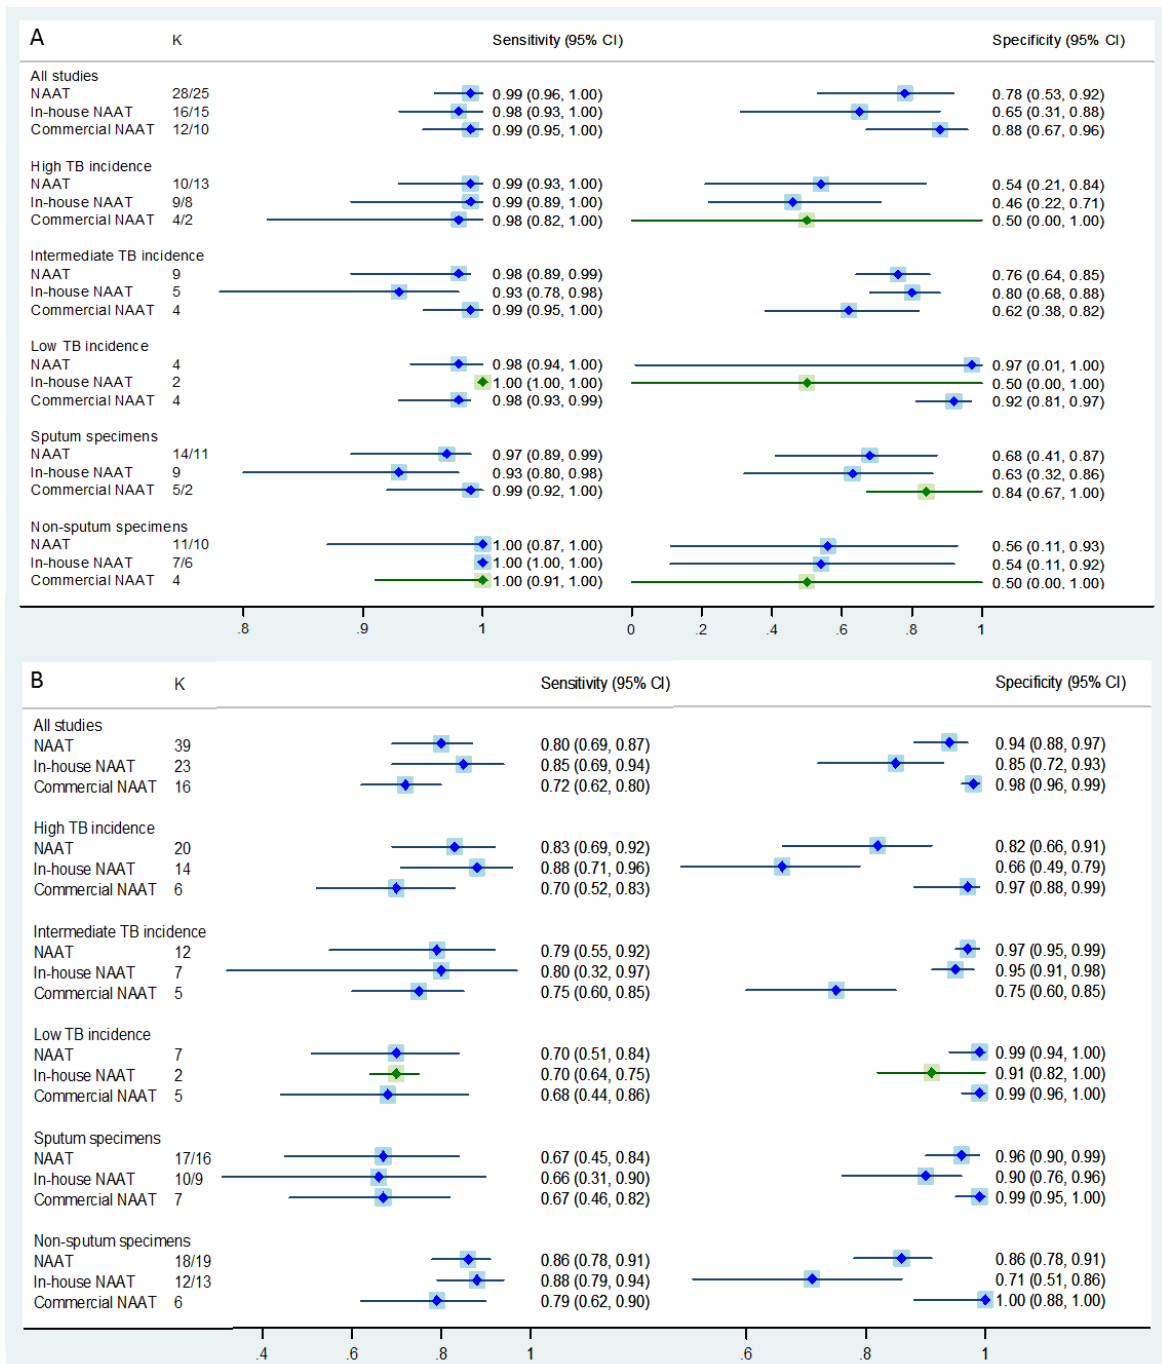 A K Sensitivity (95% CI) Specificity (95% CI)
All studies
NAAT 28/25 0.99 (0.96, 1.00) 0.78 (0.53, 0.92)
In-house NAAT 16/15 0.98 (0.93, 1.00) 0.65 (0.31, 0.88)
Commercial NAAT 12/10 0.99 (0.95, 1.00) 0.88 (0.67, 0.96)
High TB incidence
NAAT 10/13 0.99 (0.93, 1.00) 0.54 (0.21, 0.84)
In-house NAAT 9/8 0.99 (0.89, 1.00) 0.46 (0.22, 0.71)
Commercial NAAT 4/2 0.98 (0.82, 1.00) 0.50 (0.00, 1.00)
Intermediate TB incidence
NAAT 9 0.98 (0.89, 0.99) 0.76 (0.64, 0.85)
In-house NAAT 5 0.93 (0.78, 0.98) 0.80 (0.68, 0.88)
Commercial NAAT 4 0.99 (0.95, 1.00) 0.62 (0.38, 0.82)
Low TB incidence
NAAT 4 0.98 (0.94, 1.00) 0.97 (0.01, 1.00)
In-house NAAT 2 1.00 (1.00, 1.00) 0.50 (0.00, 1.00)
Commercial NAAT 4 0.98 (0.93, 0.99) 0.92 (0.81, 0.97)
Sputum specimens
NAAT 14/11 0.97 (0.89, 0.99) 0.68 (0.41, 0.87)
In-house NAAT 9 0.93 (0.80, 0.98) 0.63 (0.32, 0.86)
Commercial NAAT 5/2 0.99 (0.92, 1.00) 0.84 (0.67, 1.00)
Non-sputum specimens
NAAT 11/10 1.00 (0.87, 1.00) 0.56 (0.11, 0.93)
In-house NAAT 7/6 1.00 (1.00, 1.00) 0.54 (0.11, 0.92)
Commercial NAAT 4 1.00 (0.91, 1.00) 0.50 (0.00, 1.00)
.8 .9 1 0 .2 .4 .6 .8 1
B K Sensitivity (95% CI) Specificity (95% CI)
All studies
NAAT 39 0.80 (0.69, 0.87) 0.94 (0.88, 0.97)
In-house NAAT 23 0.85 (0.69, 0.94) 0.85 (0.72, 0.93)
Commercial NAAT 16 0.72 (0.62, 0.80) 0.98 (0.96, 0.99)
High TB incidence
NAAT 20 0.83 (0.69, 0.92) 0.82 (0.66, 0.91)
In-house NAAT 14 0.88 (0.71, 0.96) 0.66 (0.49, 0.79)
Commercial NAAT 6 0.70 (0.52, 0.83) 0.97 (0.88, 0.99)
Intermediate TB incidence
NAAT 12 0.79 (0.55, 0.92) 0.97 (0.95, 0.99)
In-house NAAT 7 0.80 (0.32, 0.97) 0.95 (0.91, 0.98)
Commercial NAAT 5 0.75 (0.60, 0.85) 0.75 (0.60, 0.85)
Low TB incidence
NAAT 7 0.70 (0.51, 0.84) 0.99 (0.94, 1.00)
In-house NAAT 2 0.70 (0.64, 0.75) 0.91 (0.82, 1.00)
Commercial NAAT 5 0.68 (0.44, 0.86) 0.99 (0.96, 1.00)
Sputum specimens
NAAT 17/16 0.67 (0.45, 0.84) 0.96 (0.90, 0.99)
In-house NAAT 10/9 0.66 (0.31, 0.90) 0.90 (0.76, 0.96)
Commercial NAAT 7 0.67 (0.46, 0.82) 0.99 (0.95, 1.00)
Non-sputum specimens
NAAT 18/19 0.86 (0.78, 0.91) 0.86 (0.78, 0.91)
In-house NAAT 12/13 0.88 (0.79, 0.94) 0.71 (0.51, 0.86)
Commercial NAAT 6 0.79 (0.62, 0.90) 1.00 (0.88, 1.00)
.4 .6 .8 1 .6 .8 1